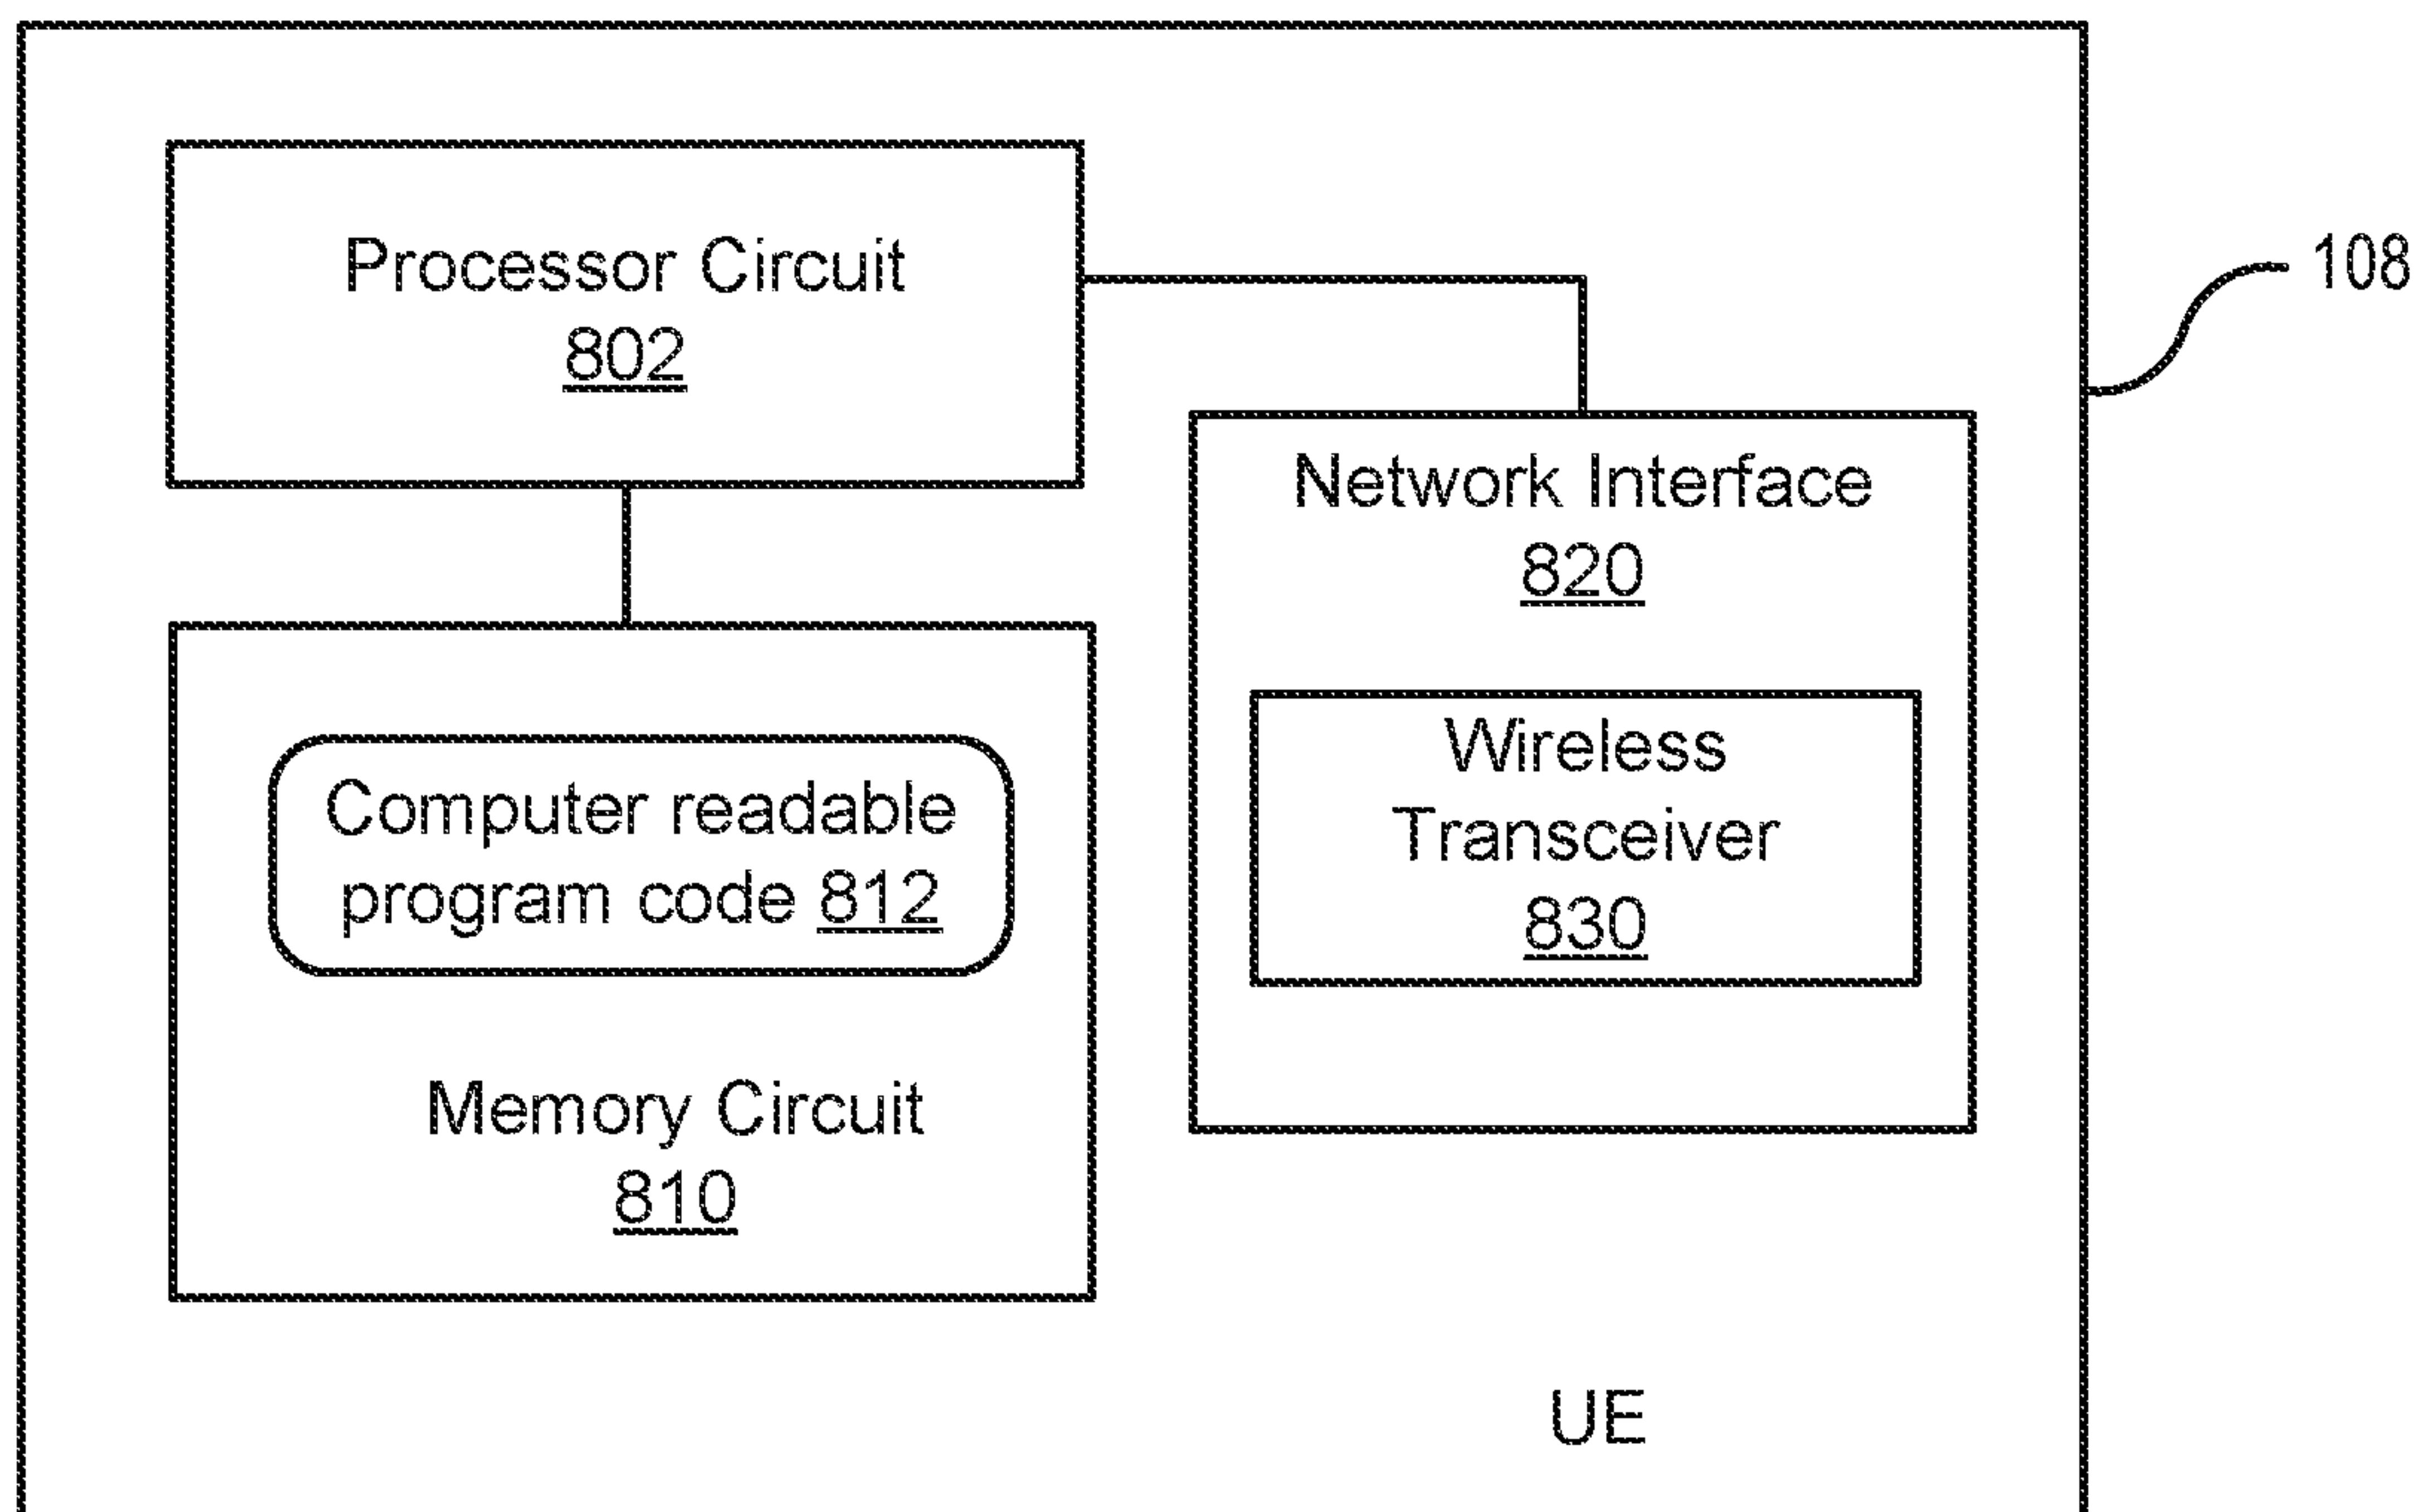 Processor Circuit
802
108
Network Interface
820
Wireless
Transceiver
830
Computer readable
program code 812
Memory Circuit
810
UE